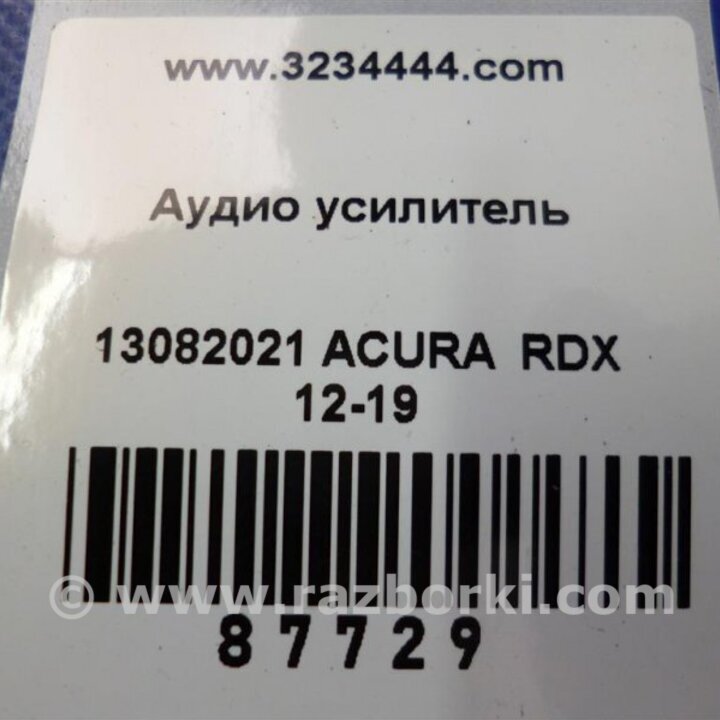 www.3234444.com
Аудио усилитель
13082021 ACURA RDX
12-19
© www.razborki.com
87729